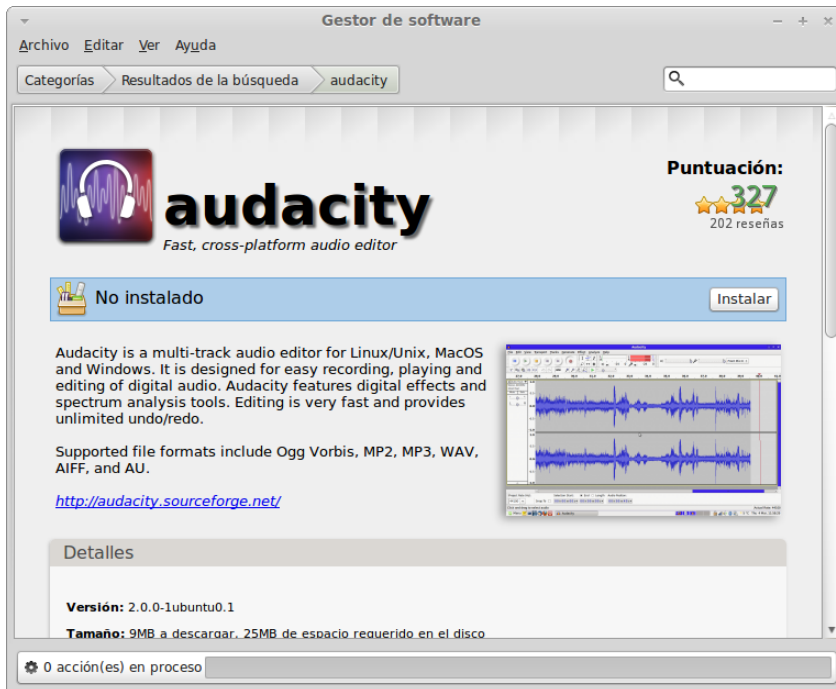 Gestor de software
Archivo Editar Ver Ayuda
Categorías Resultados de la búsqueda audacity
audacity
Fast, cross-platform audio editor
Puntuación:
327
202 reseñas
No instalado
Instalar
Audacity is a multi-track audio editor for Linux/Unix, MacOS
and Windows. It is designed for easy recording, playing and
editing of digital audio. Audacity features digital effects and
spectrum analysis tools. Editing is very fast and provides
unlimited undo/redo.
Supported file formats include Ogg Vorbis, MP2, MP3, WAV,
AIFF, and AU.
http://audacity.sourceforge.net/
Detalles
Versión: 2.0.0-1ubuntu0.1
Tamaño: 9MB a descargar, 25MB de espacio requerido en el disco
0 acción(es) en proceso